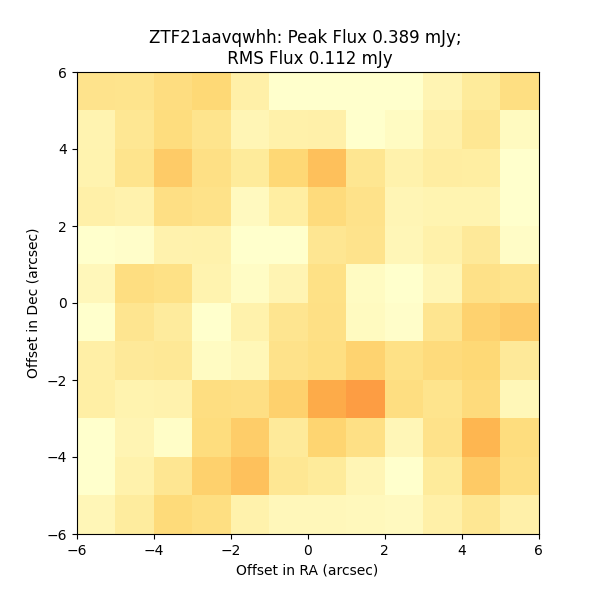 ZTF21aavqwhh: Peak Flux 0.389 mJy;
RMS Flux 0.112 mJy
6
4
2
0
−2
−4
−6
Offset in Dec (arcsec)
−6 −4 −2 0 2 4 6
Offset in RA (arcsec)